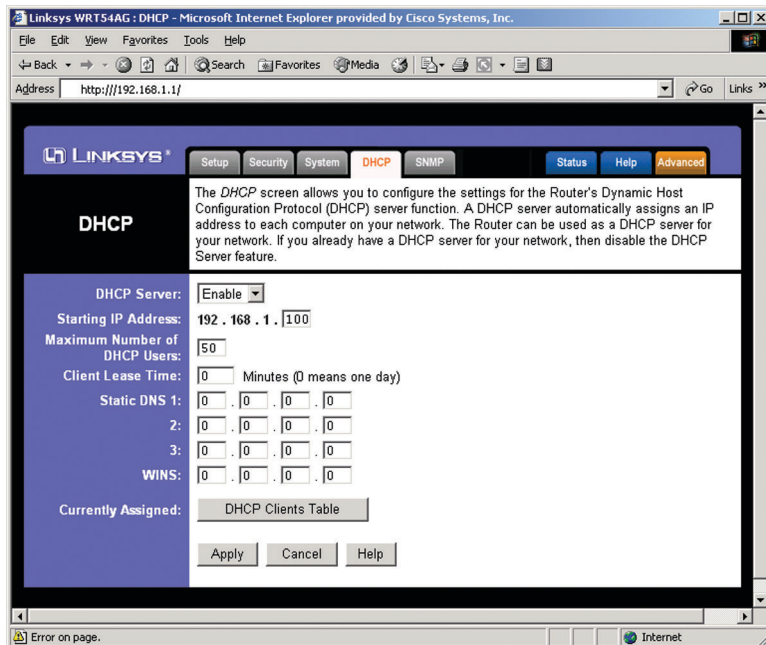 Linksys WRT54AG : DHCP - Microsoft Internet Explorer provided by Cisco Systems, Inc.
File Edit View Favorites Tools Help
Back Search Favorites Media
Address http:///192.168.1.1/ Go Links »
LINKSYS®
Setup Security System DHCP SNMP Status Help Advanced
DHCP
The DHCP screen allows you to configure the settings for the Router's Dynamic Host
Configuration Protocol (DHCP) server function. A DHCP server automatically assigns an IP
address to each computer on your network. The Router can be used as a DHCP server for
your network. If you already have a DHCP server for your network, then disable the DHCP
Server feature.
DHCP Server: Enable
Starting IP Address: 192 . 168 . 1 . 100
Maximum Number of
DHCP Users: 50
Client Lease Time: 0 Minutes (0 means one day)
Static DNS 1: 0 . 0 . 0 . 0
2: 0 . 0 . 0 . 0
3: 0 . 0 . 0 . 0
WINS: 0 . 0 . 0 . 0
Currently Assigned: DHCP Clients Table
Apply Cancel Help
Error on page. Internet